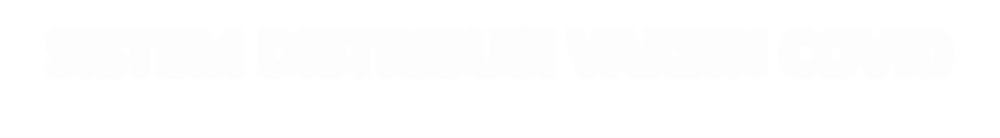 SISTEM DISTRIBUSI VAKSIN COVID